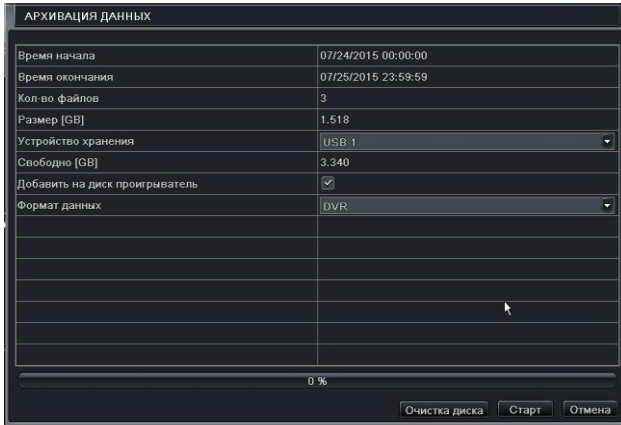 АРХИВАЦИЯ ДАННЫХ
Время начала 07/24/2015 00:00:00
Время окончания 07/25/2015 23:59:59
Кол-во файлов 3
Размер [GB] 1.518
Устройство хранения USB 1
Свободно [GB] 3.340
Добавить на диск проигрыватель
Формат данных DVR
0 %
Очистка диска Старт Отмена